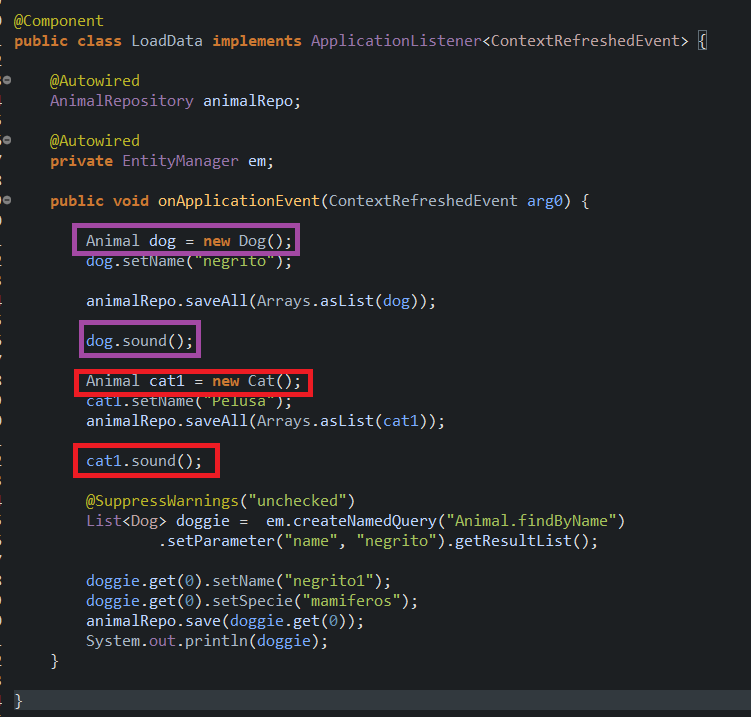 @Component
public class LoadData implements ApplicationListener<ContextRefreshedEvent> {
@Autowired
AnimalRepository animalRepo;
@Autowired
private EntityManager em;
public void onApplicationEvent(ContextRefreshedEvent arg0) {
Animal dog = new Dog();
dog.setName("negrito");
animalRepo.saveAll(Arrays.asList(dog));
dog.sound();
Animal cat1 = new Cat();
cat1.setName("Pelusa");
animalRepo.saveAll(Arrays.asList(cat1));
cat1.sound();
@SuppressWarnings("unchecked")
List<Dog> doggie =  em.createNamedQuery("Animal.findByName")
.setParameter("name", "negrito").getResultList();
doggie.get(0).setName("negrito1");
doggie.get(0).setSpecie("mamiferos");
animalRepo.save(doggie.get(0));
System.out.println(doggie);
}
}